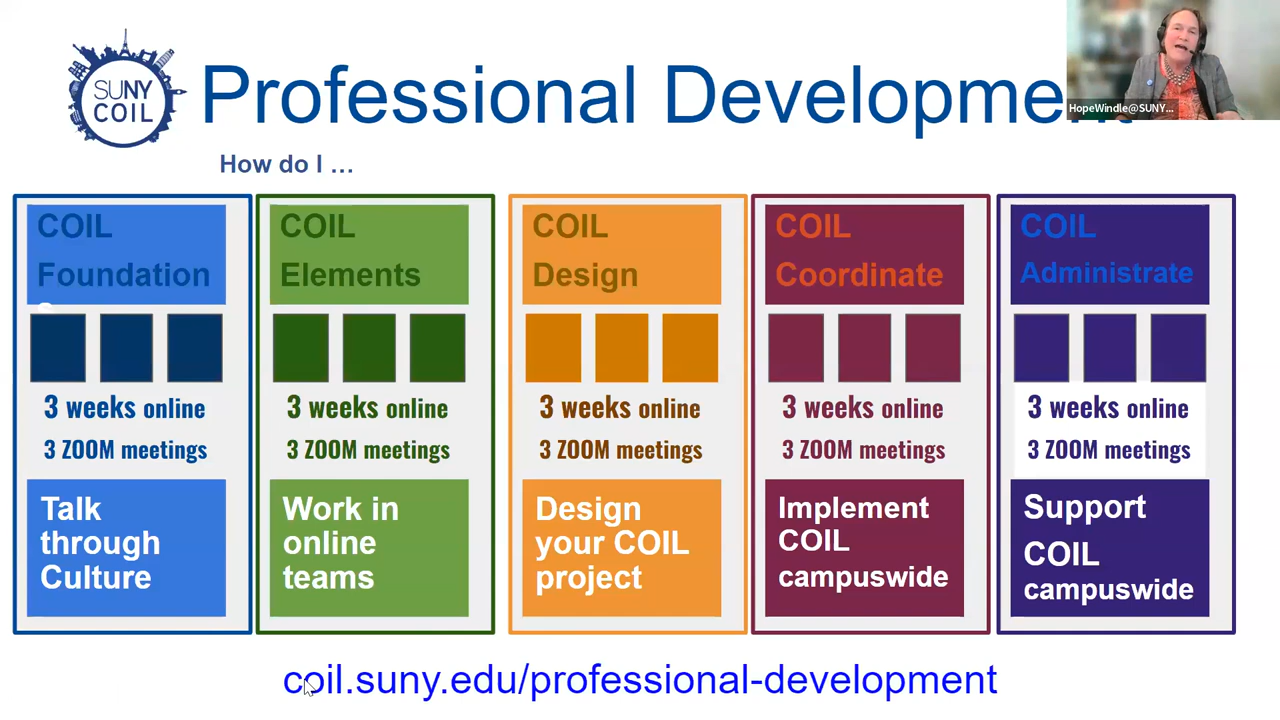 SUNY
COIL
Professional Development
HopeWindle@SUNY...
How do I …
COIL
Foundation
s
3 weeks online
3 ZOOM meetings
Talk
through
Culture
COIL
Elements
3 weeks online
3 ZOOM meetings
Work in
online
teams
COIL
Design
3 weeks online
3 ZOOM meetings
Design
your COIL
project
COIL
Coordinate
3 weeks online
3 ZOOM meetings
Implement
COIL
campuswide
COIL
Administrate
3 weeks online
3 ZOOM meetings
Support
COIL
campuswide
coil.suny.edu/professional-development